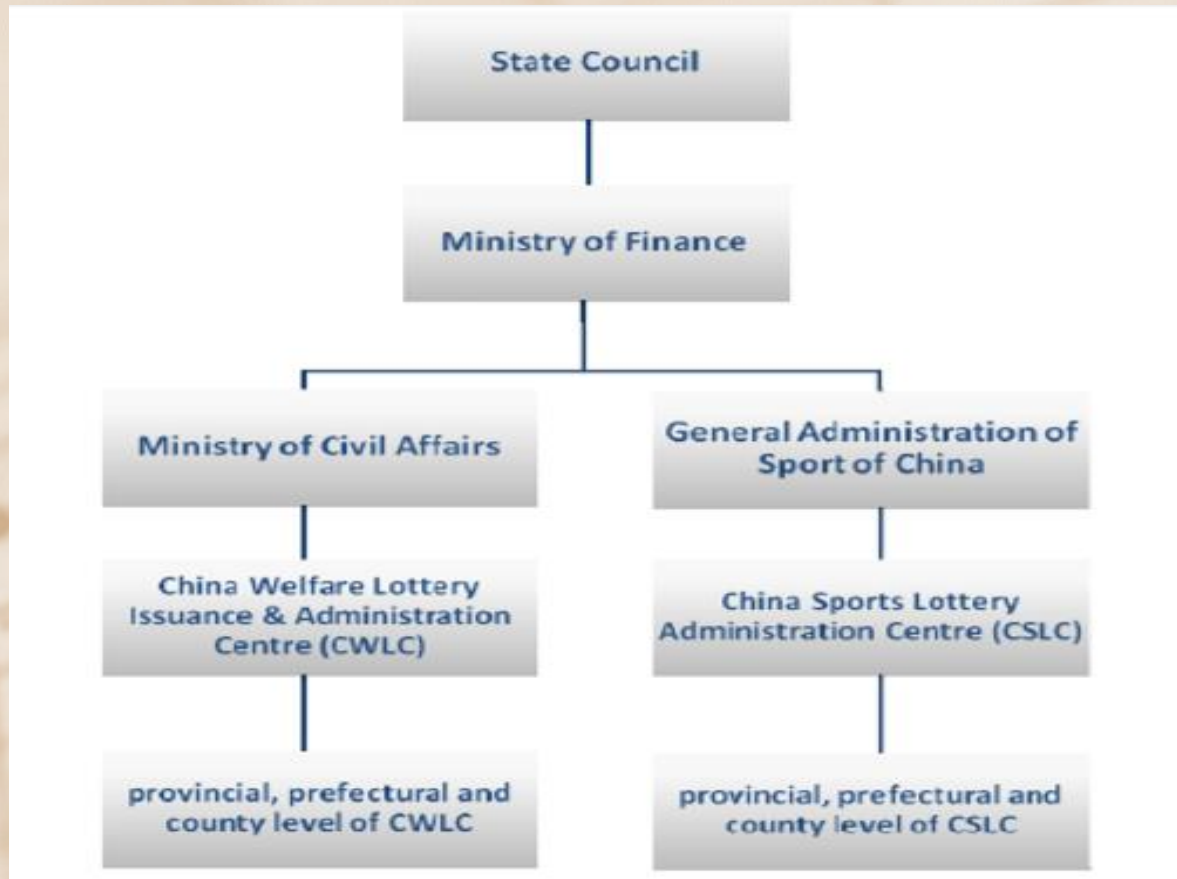 State Council
Ministry of Finance
Ministry of Civil Affairs
General Administration of
Sport of China
China Welfare Lottery
Issuance & Administration
Centre (CWLC)
China Sports Lottery
Administration Centre (CSLC)
provincial, prefectural and
county level of CWLC
provincial, prefectural and
county level of CSLC